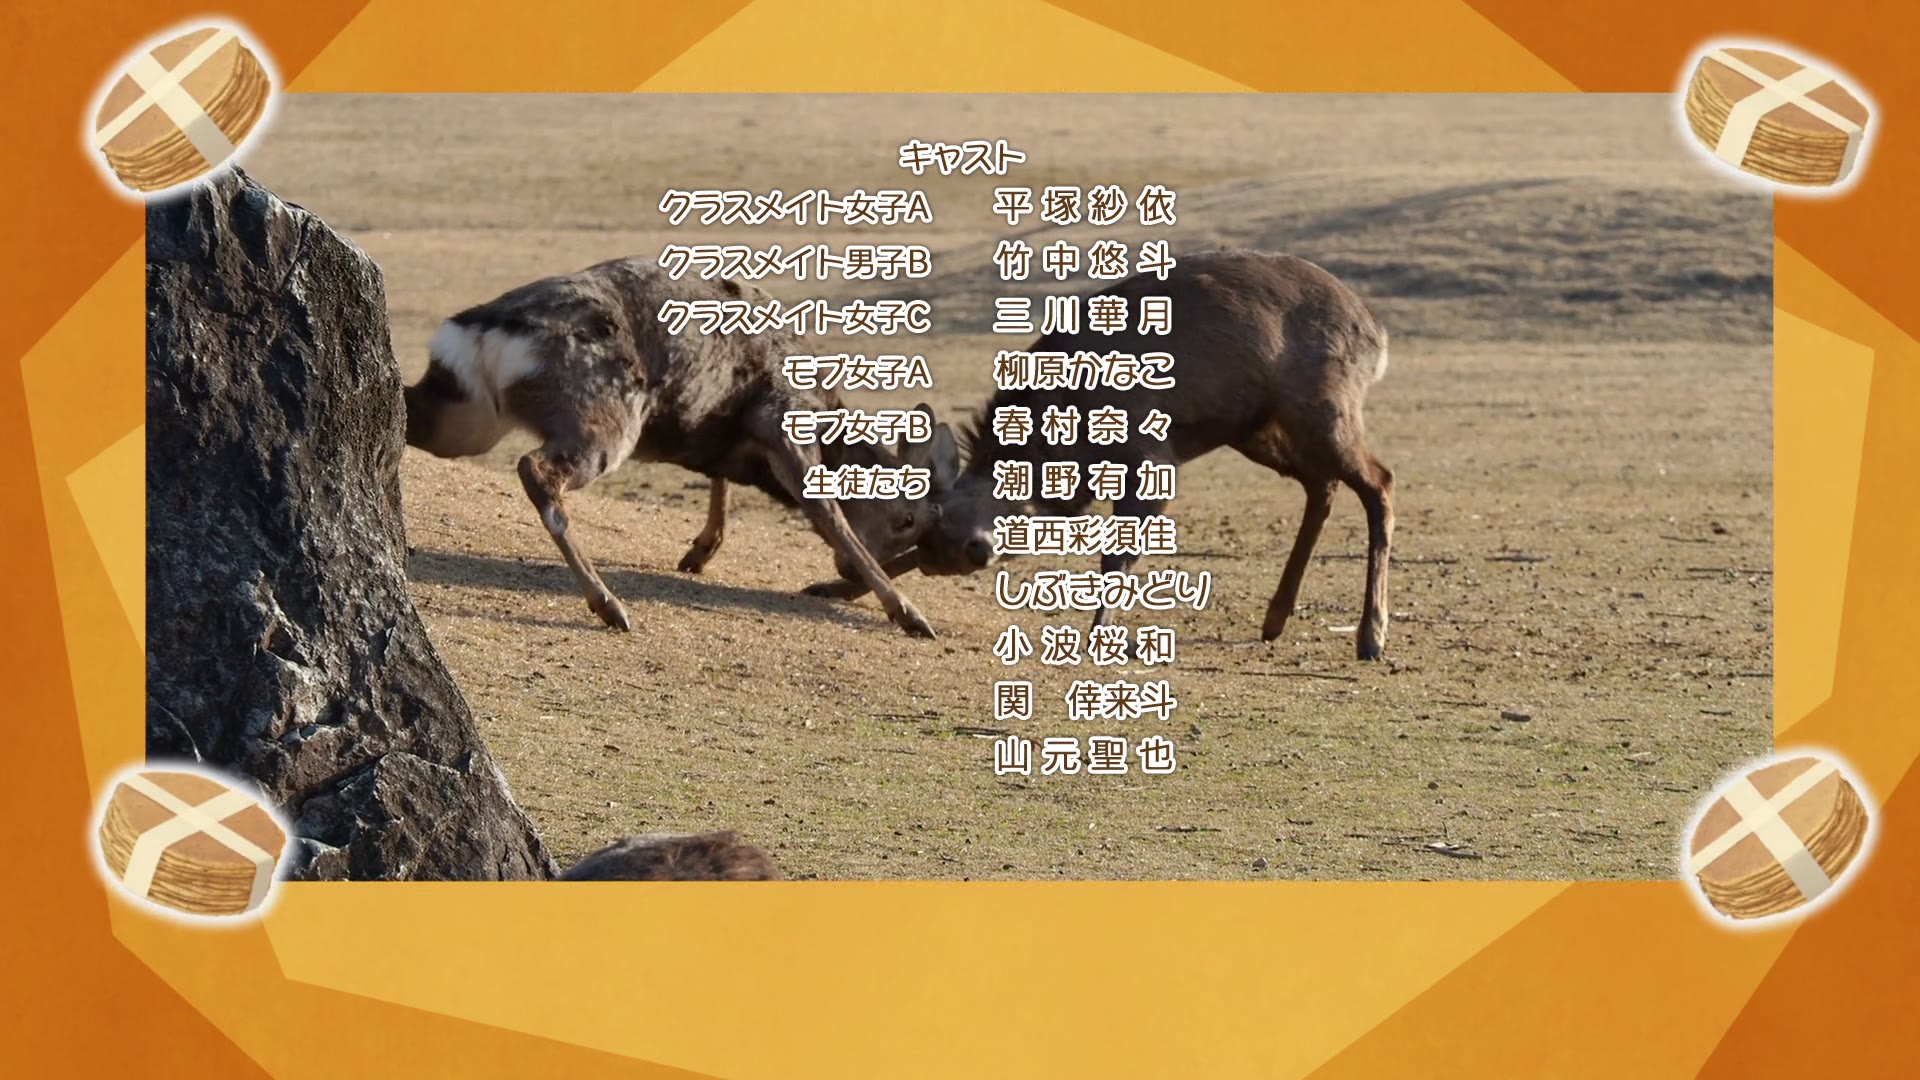 キャスト
クラスメイト女子A 平塚紗依
クラスメイト男子B 竹中悠斗
クラスメイト女子C 三川華月
モブ女子A 柳原かなこ
モブ女子B 春村奈々
生徒たち 潮野有加
道西彩須佳
しぶきみどり
小波桜和
関 倖来斗
山元聖也